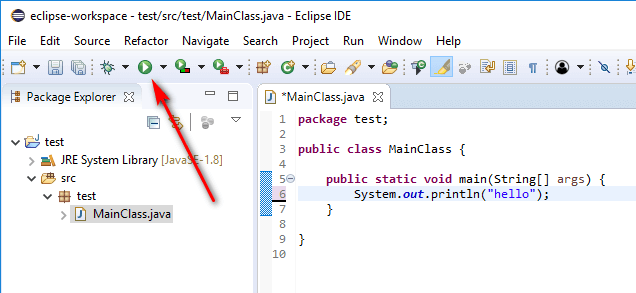 eclipse-workspace - test/src/test/MainClass.java - Eclipse IDE
File Edit Source Refactor Navigate Search Project Run Window Help
Package Explorer
*MainClass.java
test
JRE System Library [JavaSE-1.8]
src
test
MainClass.java
1 package test;
2
3 public class MainClass {
4
5 public static void main(String[] args) {
6 System.out.println("hello");
7 }
8
9 }
10